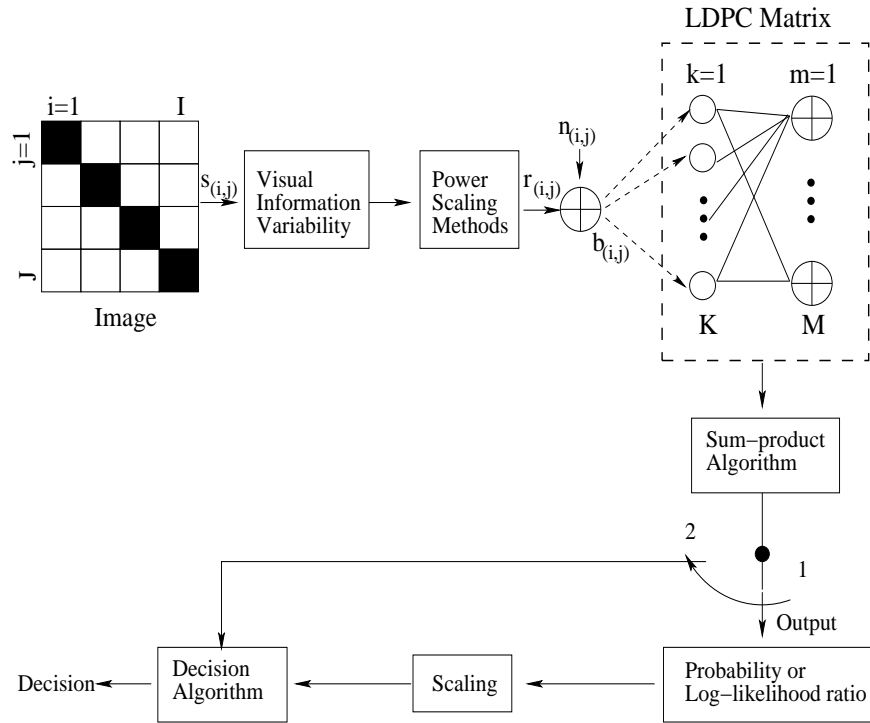 LDPC Matrix
i=1 I
j=1
J
Image
s(i,j)
Visual
Information
Variability
Power
Scaling
Methods
r(i,j)
n(i,j)
b(i,j)
k=1 m=1
K M
Sum-product
Algorithm
2
1
Output
Probability or
Log-likelihood ratio
Scaling
Decision
Algorithm
Decision